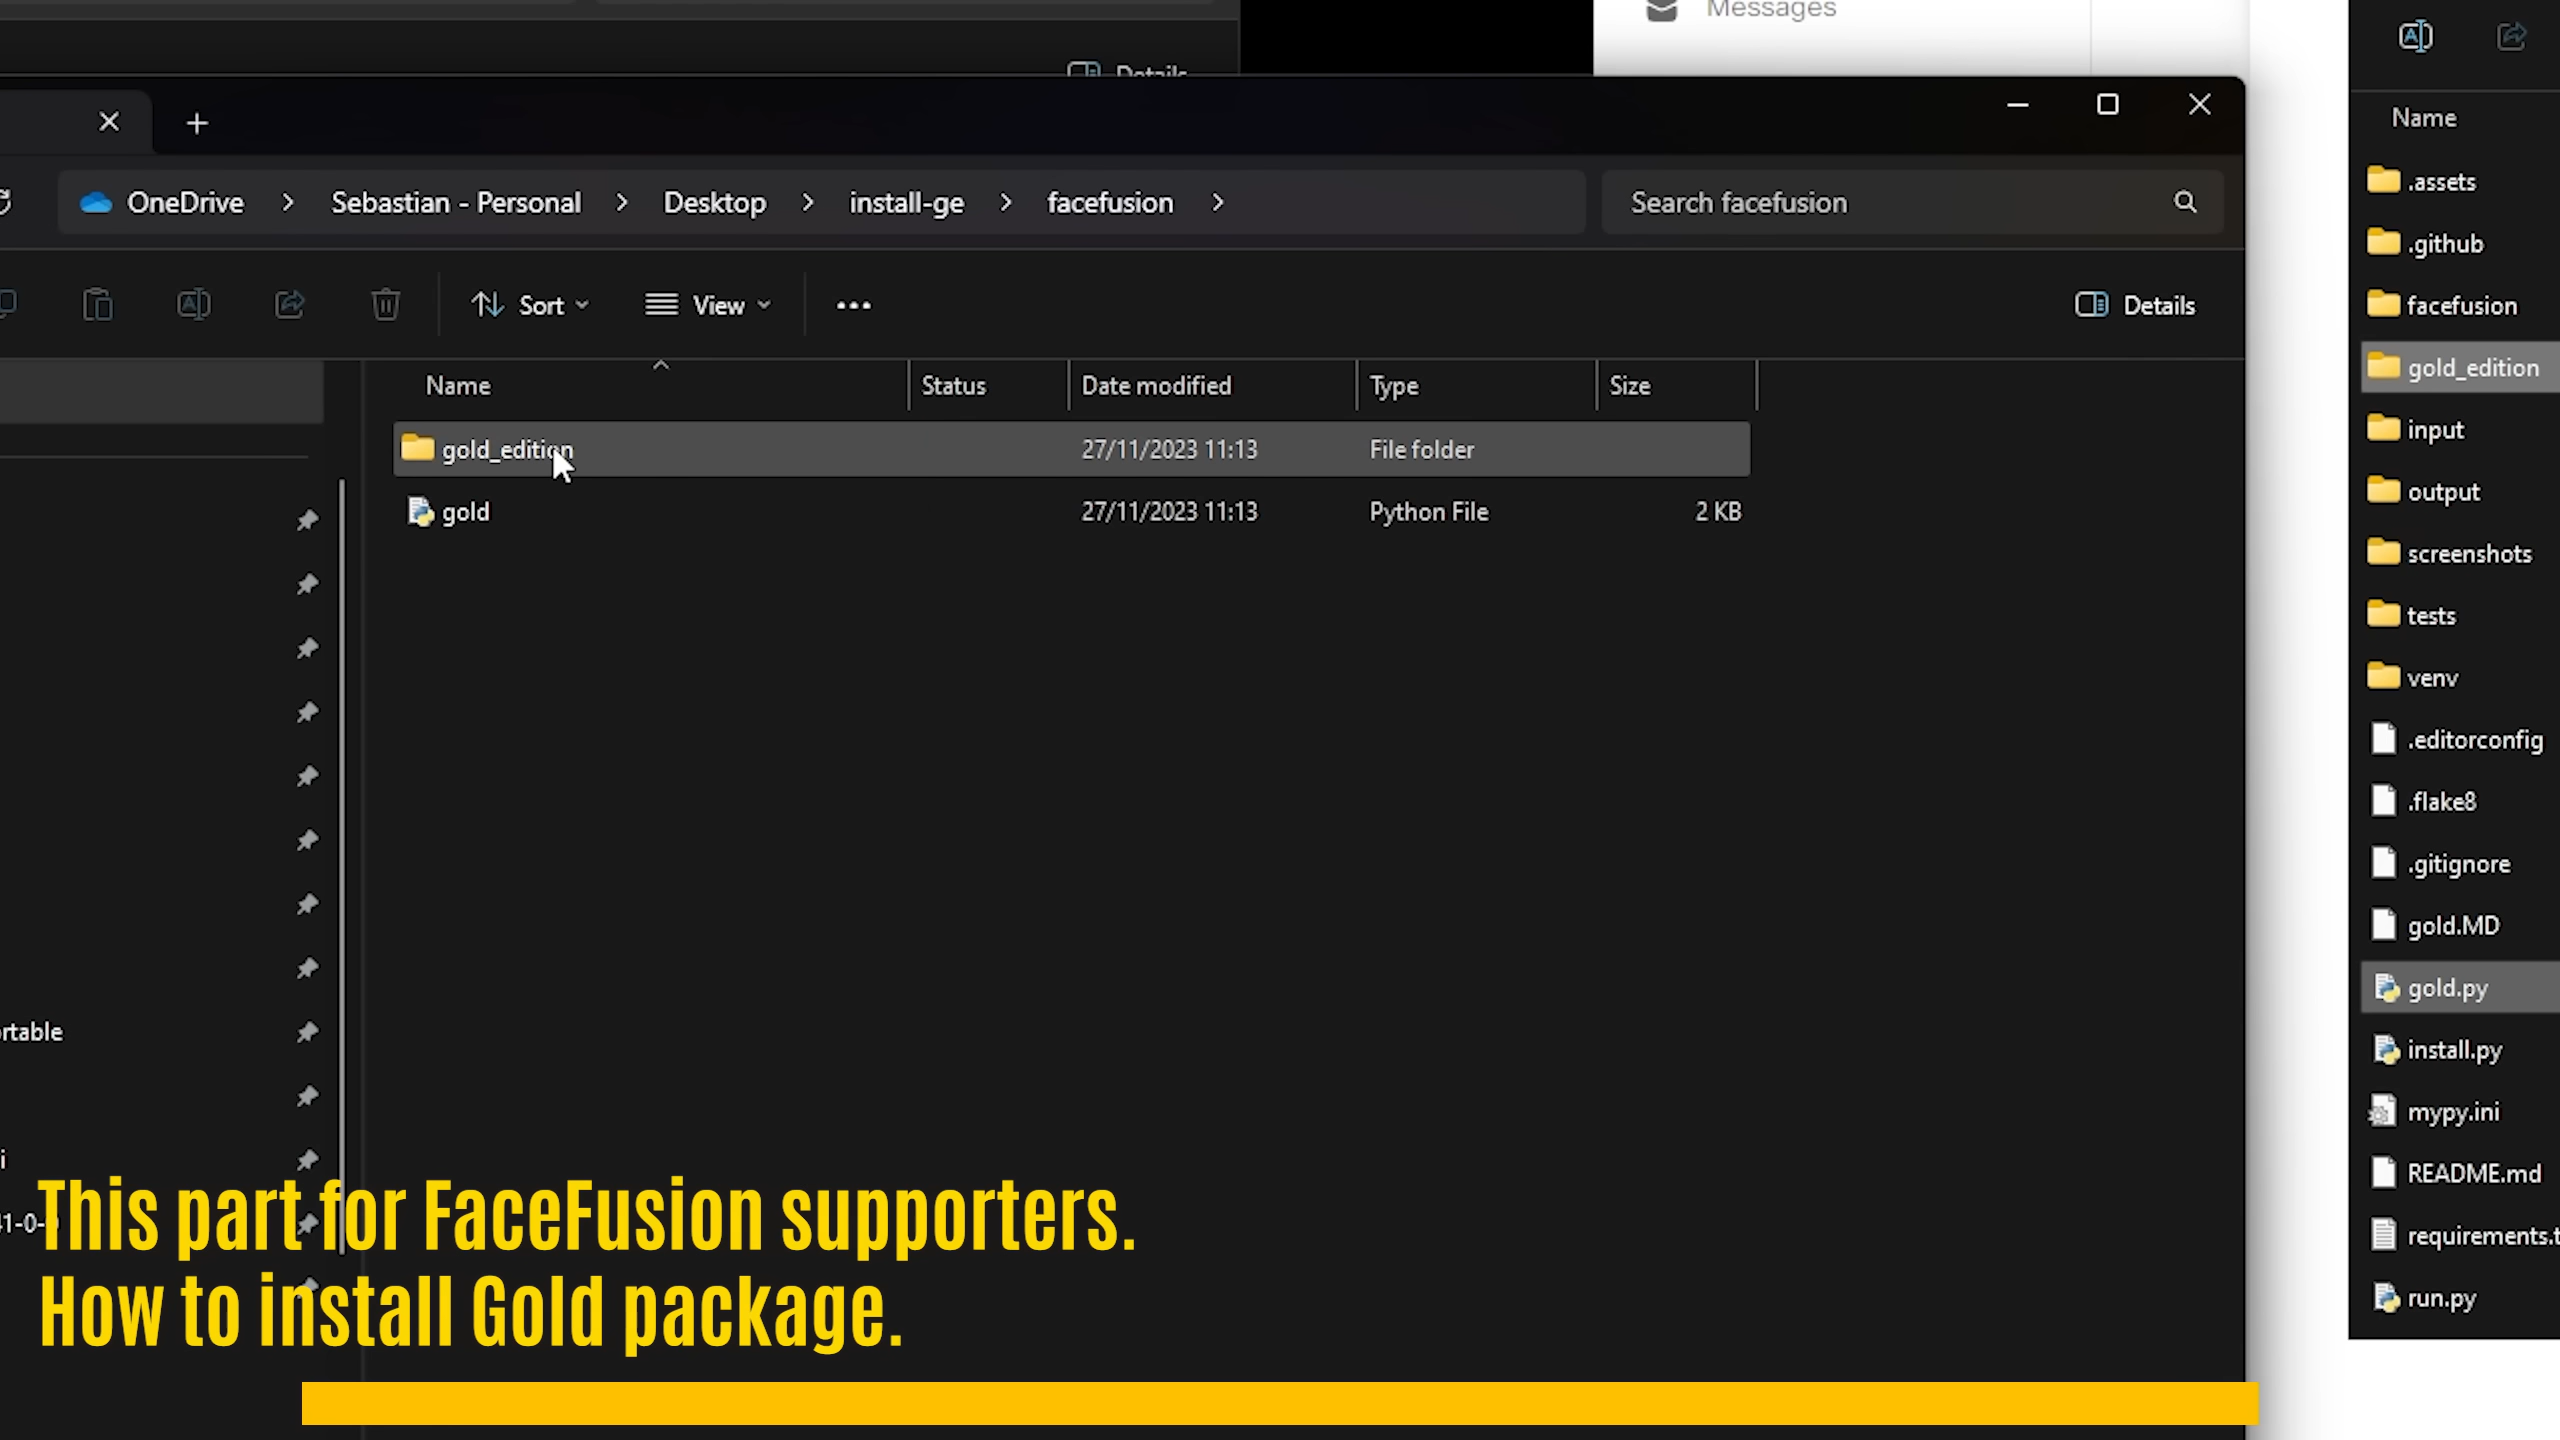 Messages
Details
OneDrive > Sebastian - Personal > Desktop > install-ge > facefusion >
Search facefusion
Sort
View
Details
Name Status Date modified Type Size
gold_edition 27/11/2023 11:13 File folder
gold 27/11/2023 11:13 Python File 2 KB
rtable
i
41-0-
This part for FaceFusion supporters.
How to install Gold package.
Name
.assets
.github
facefusion
gold_edition
input
output
screenshots
tests
venv
.editorconfig
.flake8
.gitignore
gold.MD
gold.py
install.py
mypy.ini
README.md
requirements.t
run.py